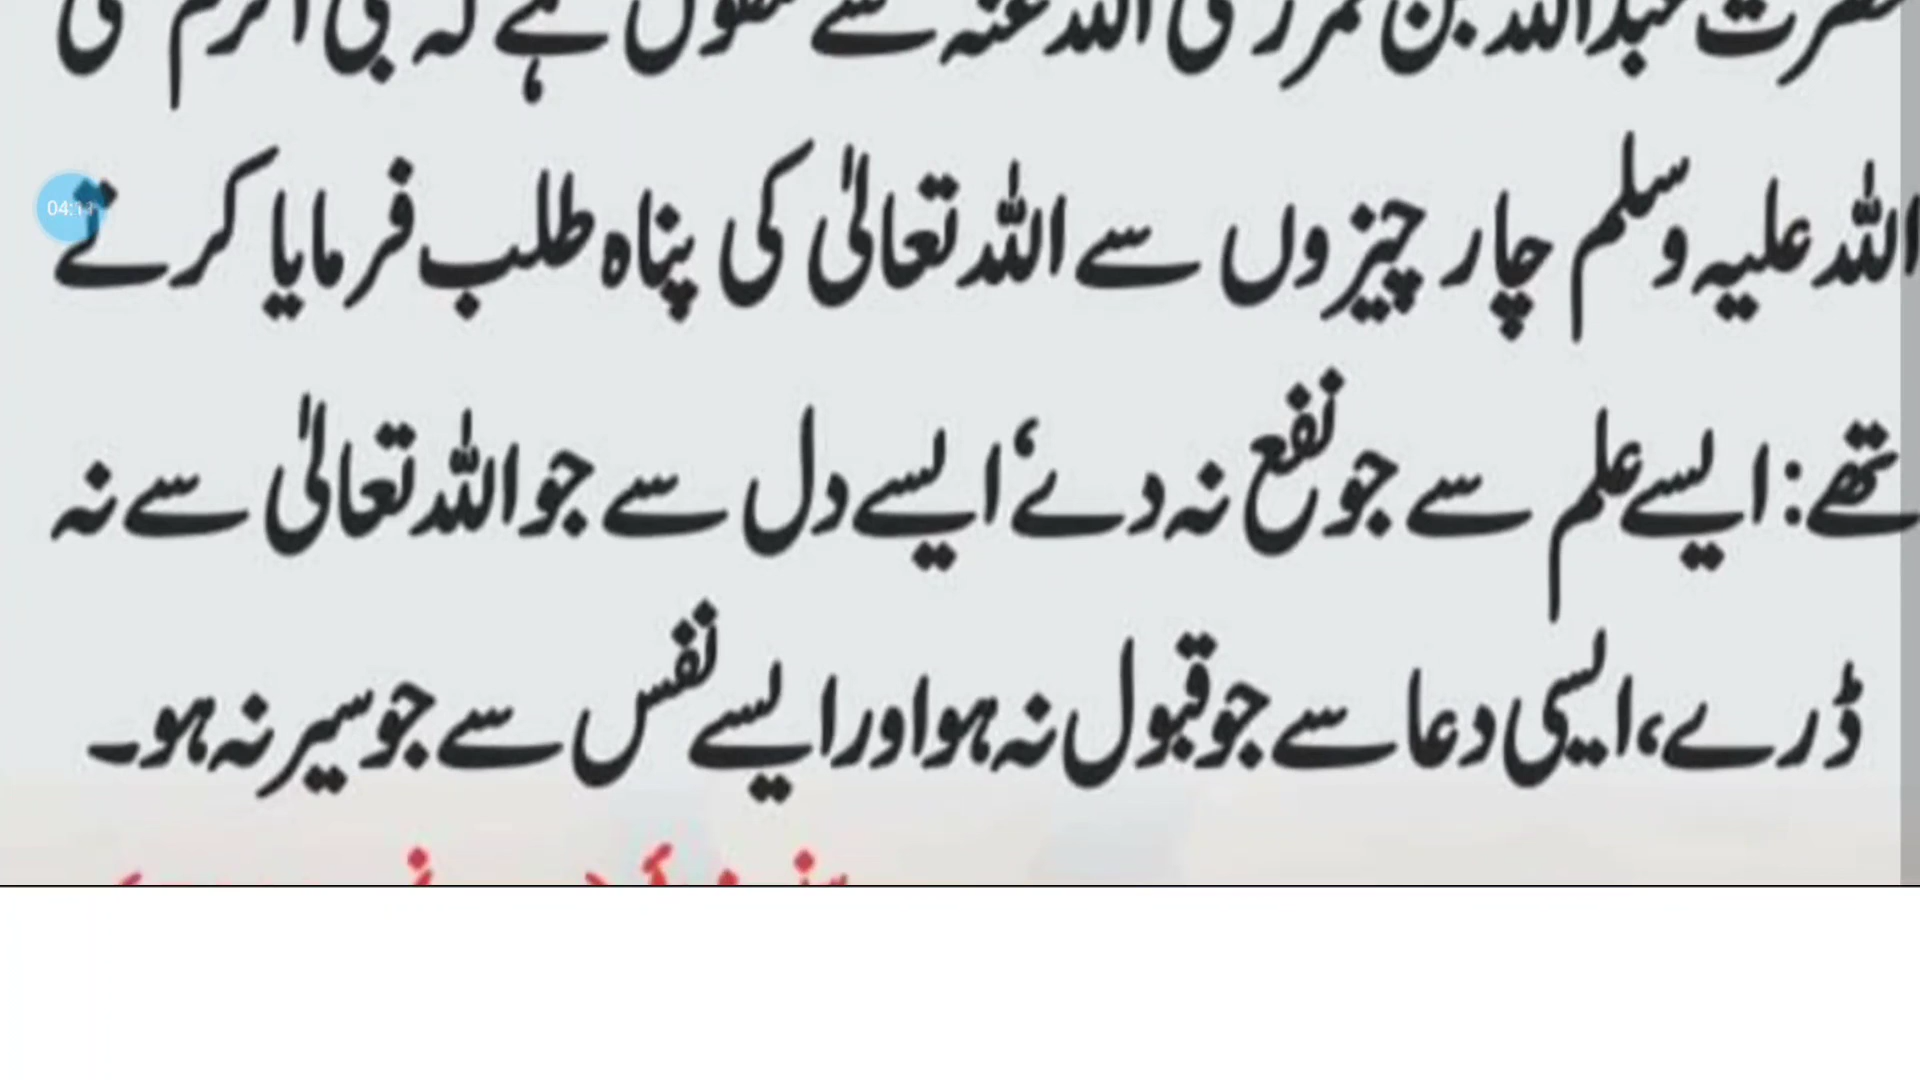 حضرت عبداللہ بن عمر رضی اللہ عنہ سے منقول ہے کہ نبی اکرم صلی
اللہ علیہ وسلم چار چیزوں سے اللہ تعالیٰ کی پناہ طلب فرمایا کرتے
04:11
تھے: ایسے علم سے جو نفع نہ دے‘ ایسے دل سے جو اللہ تعالیٰ سے نہ
ڈرے، ایسی دعا سے جو قبول نہ ہو اور ایسے نفس سے جو سیر نہ ہو۔